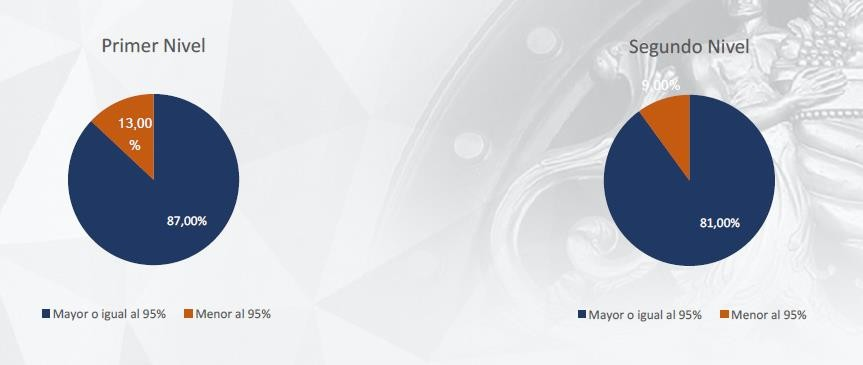 Primer Nivel
13,00
%
87,00%
Mayor o igual al 95% Menor al 95%
Segundo Nivel
9,00%
81,00%
Mayor o igual al 95% Menor al 95%